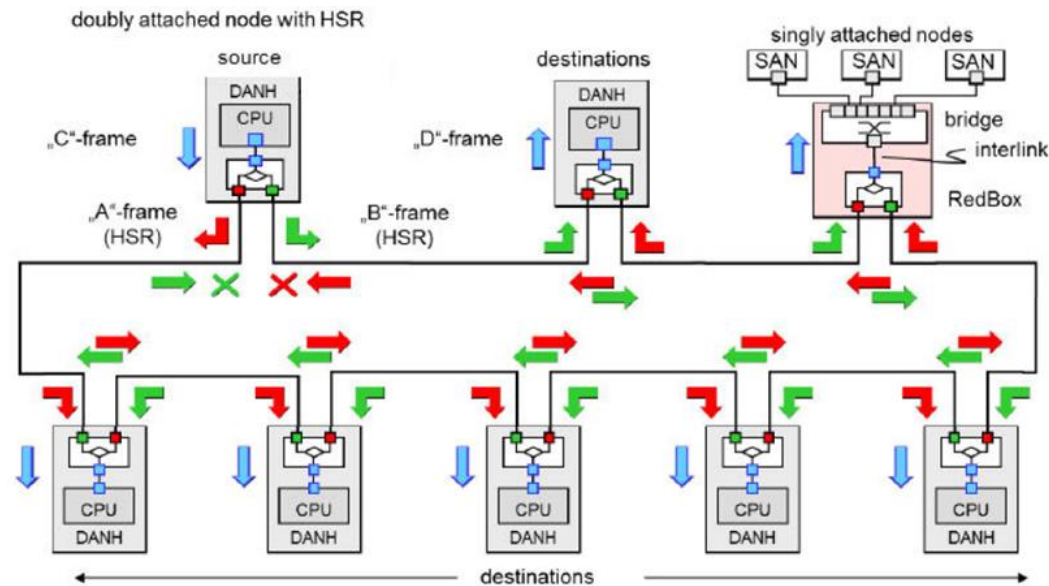 doubly attached node with HSR
source
destinations
singly attached nodes
SAN
SAN
SAN
DANH
CPU
DANH
CPU
„C“-frame
„D“-frame
bridge
interlink
RedBox
„A“-frame
(HSR)
„B“-frame
(HSR)
CPU
DANH
CPU
DANH
CPU
DANH
CPU
DANH
CPU
DANH
destinations